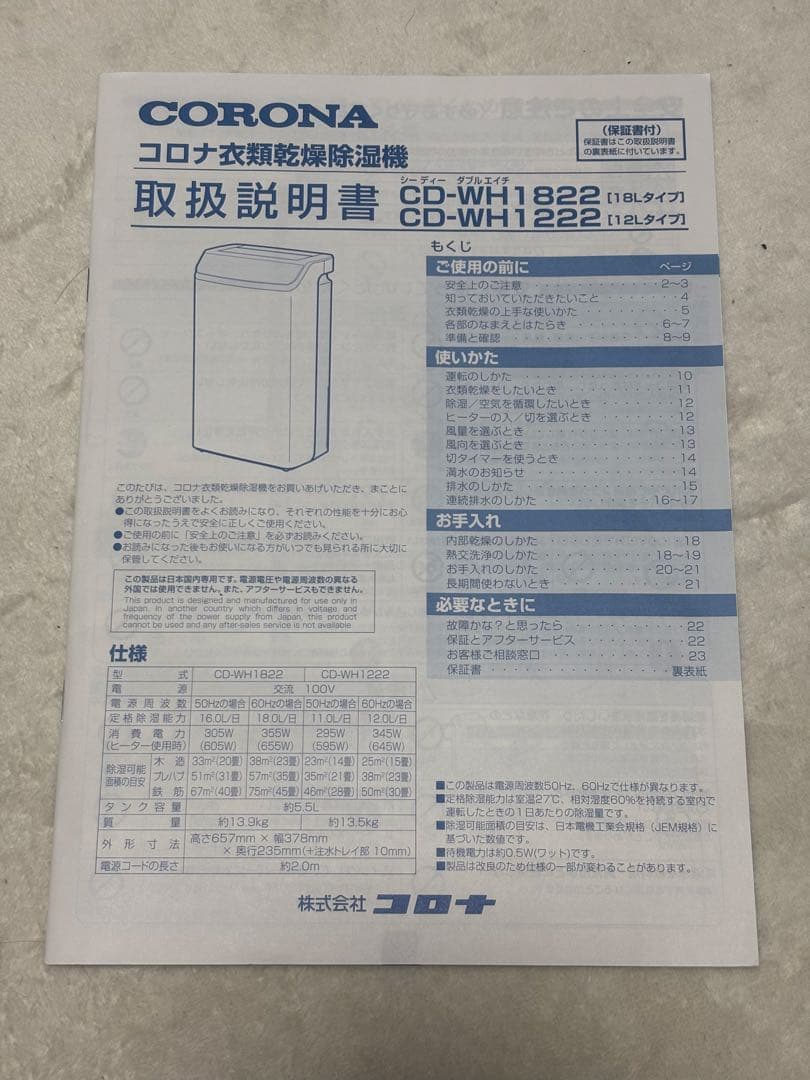 CORONA
コロナ衣類乾燥除湿機
(保証書付)
保証書はこの取扱説明書
の裏表紙に付いています。
取扱説明書
シー ディー ダブル エイチ
CD-WH1822 [18Lタイプ]
CD-WH1222 [12Lタイプ]
もくじ
ご使用の前に ページ
安全上のご注意 ・・・・・・・・・・・・・ 2〜3
知っておいていただきたいこと ・・・・・・・ 4
衣類乾燥の上手な使いかた ・・・・・・・・・ 5
各部のなまえとはたらき ・・・・・・・・・ 6〜7
準備と確認 ・・・・・・・・・・・・・・・ 8〜9
使いかた
運転のしかた ・・・・・・・・・・・・・・・ 10
衣類乾燥をしたいとき ・・・・・・・・・・・ 11
除湿/空気を循環したいとき ・・・・・・・・ 12
ヒーターの入/切を選ぶとき ・・・・・・・・ 12
風量を選ぶとき ・・・・・・・・・・・・・・ 13
風向を選ぶとき ・・・・・・・・・・・・・・ 13
切タイマーを使うとき ・・・・・・・・・・・ 14
満水のお知らせ ・・・・・・・・・・・・・・ 14
排水のしかた ・・・・・・・・・・・・・・・ 15
連続排水のしかた ・・・・・・・・・・・ 16〜17
お手入れ
内部乾燥のしかた ・・・・・・・・・・・・・ 18
熱交洗浄のしかた ・・・・・・・・・・・ 18〜19
お手入れのしかた ・・・・・・・・・・・ 20〜21
長期間使わないとき ・・・・・・・・・・・・ 21
必要なときに
故障かな?と思ったら ・・・・・・・・・・・ 22
保証とアフターサービス ・・・・・・・・・・ 22
お客様ご相談窓口 ・・・・・・・・・・・・・ 23
保証書 ・・・・・・・・・・・・・・・・ 裏表紙
このたびは、コロナ衣類乾燥除湿機をお買いあげいただき、まことに
ありがとうございました。
●この取扱説明書をよくお読みになり、それぞれの性能を十分にお心
得になったうえで安全に正しくご使用ください。
●ご使用の前に「安全上のご注意」を必ずお読みください。
●お読みになった後もお使いになる方がいつでも見られる所に大切に
保管してください。
この製品は日本国内専用です。電源電圧や電源周波数の異なる
外国では使用できません。また、アフターサービスもできません。
This product is designed and manufactured for use only in
Japan. In another country which differs in voltage and
frequency of the power supply from Japan, this product
cannot be used and any after-sales service is not available.
仕様
型式 CD-WH1822 CD-WH1222
電源 交流 100V
電源周波数 50Hzの場合 60Hzの場合 50Hzの場合 60Hzの場合
定格除湿能力 16.0L/日 18.0L/日 11.0L/日 12.0L/日
消費電力 305W 355W 295W 345W
(ヒーター使用時) (605W) (655W) (595W) (645W)
除湿可能面積の目安 木造 33m²(20畳) 38m²(23畳) 23m²(14畳) 25m²(15畳)
プレハブ 51m²(31畳) 57m²(35畳) 35m²(21畳) 38m²(23畳)
鉄筋 67m²(40畳) 75m²(45畳) 46m²(28畳) 50m²(30畳)
タンク容量 約5.5L
質量 約13.9kg 約13.5kg
外形寸法 高さ657mm × 幅378mm
× 奥行235mm(+注水トレイ部 10mm)
電源コードの長さ 約2.0m
■この製品は電源周波数50Hz、60Hzで仕様が異なります。
■定格除湿能力は室温27℃、相対湿度60%を持続する室内で
運転したときの1日あたりの除湿量です。
■除湿可能面積の目安は、日本電機工業会規格(JEM規格)に
基づいた数値です。
■待機電力は約0.5W(ワット)です。
■製品は改良のため仕様の一部が変わることがあります。
株式会社 コロナ